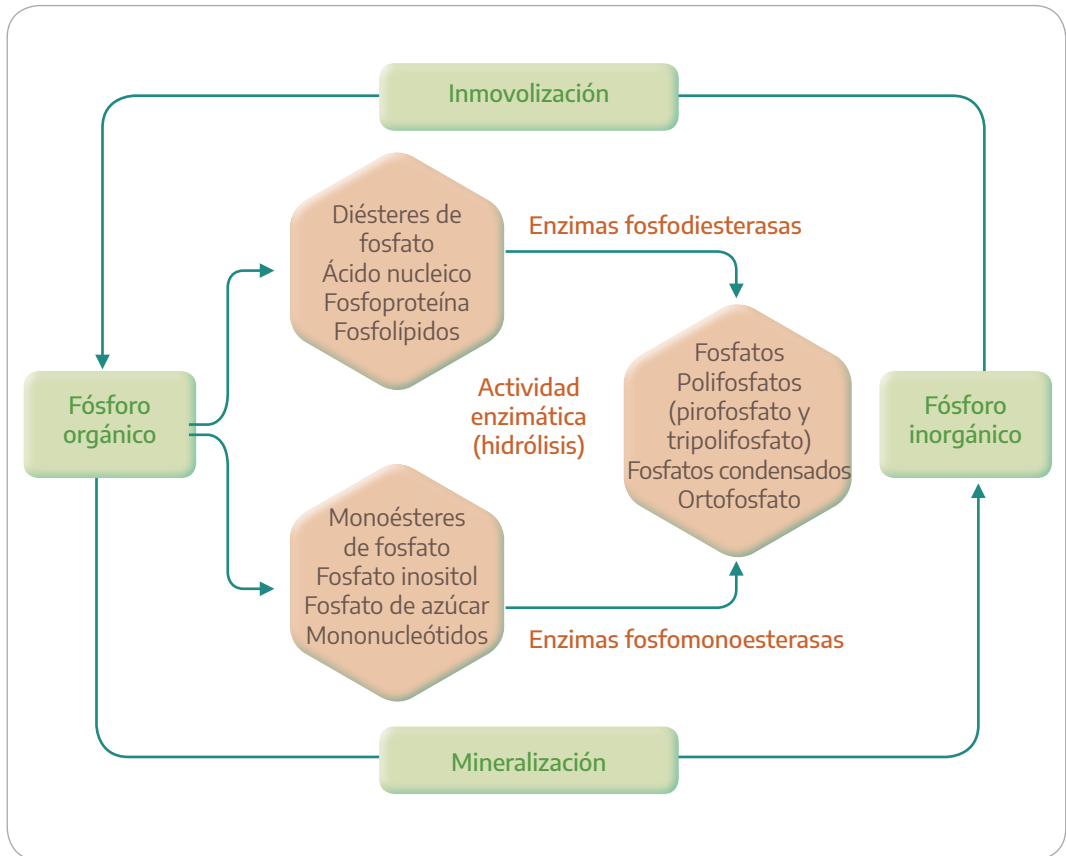 Inmovolización
Diésteres de
fosfato
Ácido nucleico
Fosfoproteína
Fosfolípidos
Enzimas fosfodiesterasas
Fósforo
orgánico
Actividad
enzimática
(hidrólisis)
Fosfatos
Polifosfatos
(pirofosfato y
tripolifosfato)
Fosfatos condensados
Ortofosfato
Fósforo
inorgánico
Monoésteres
de fosfato
Fosfato inositol
Fosfato de azúcar
Mononucleótidos
Enzimas fosfomonoesterasas
Mineralización